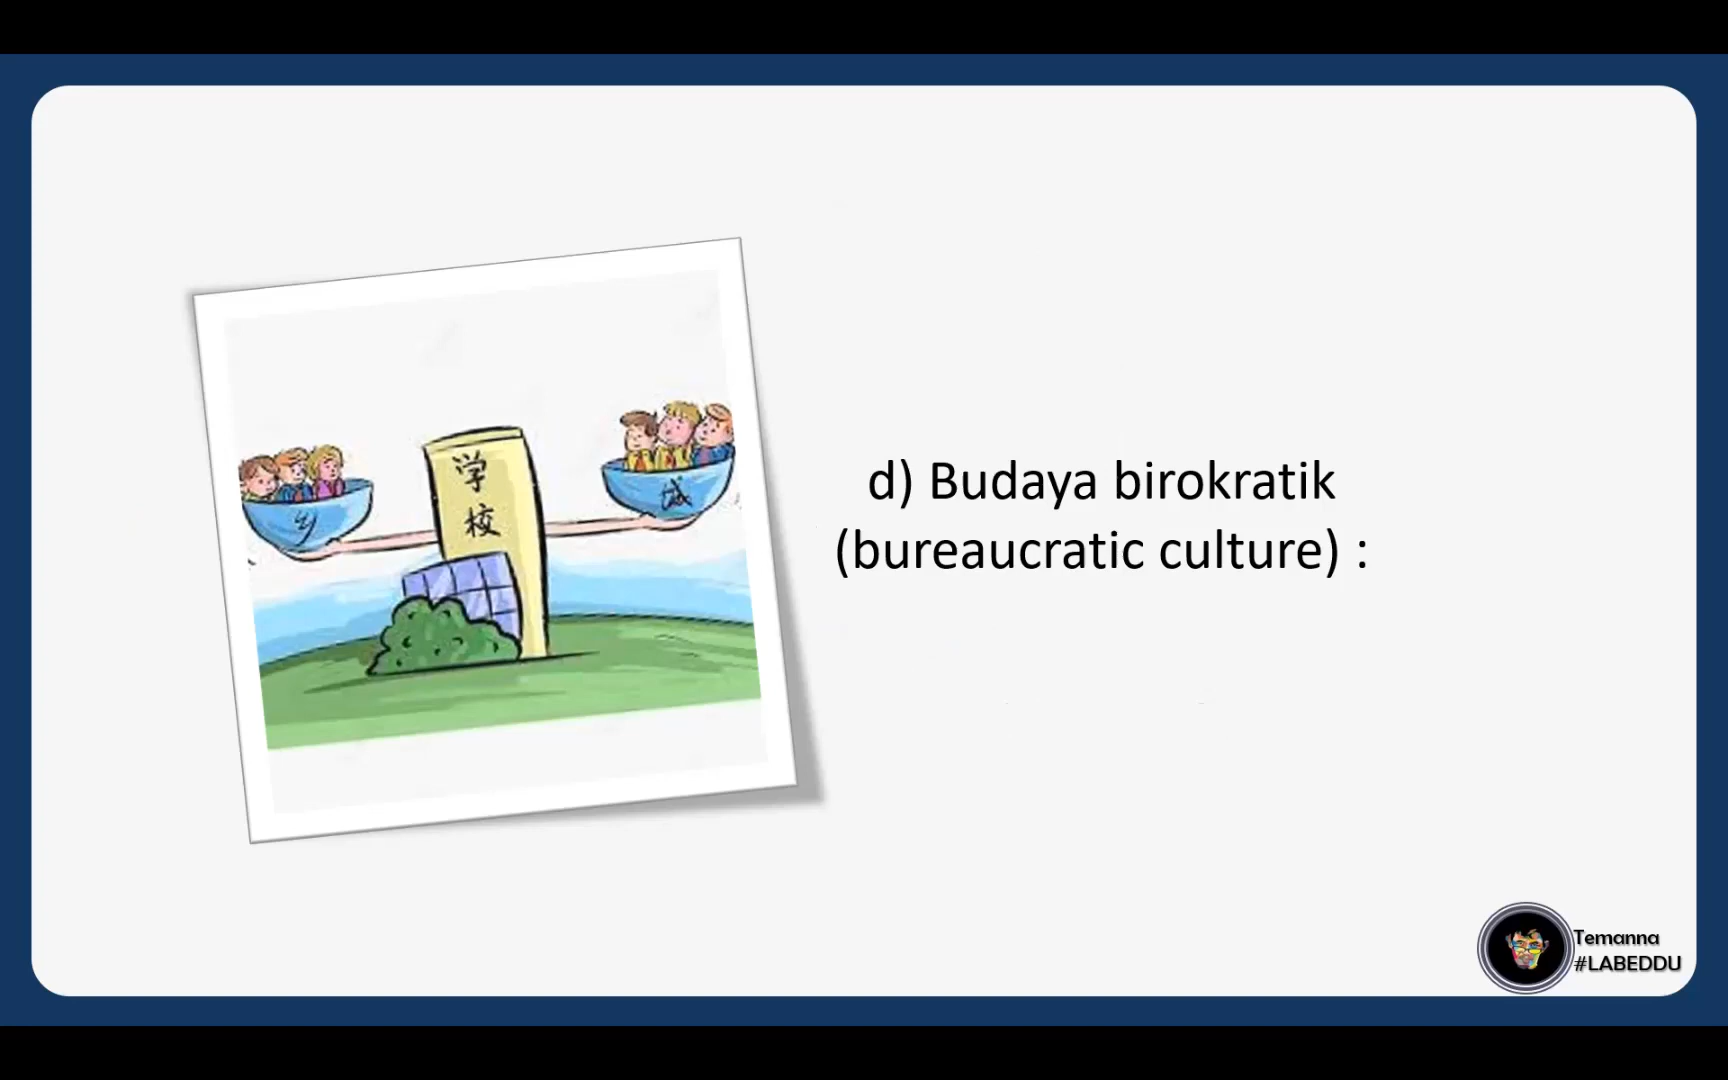 学
校
乡
城
d) Budaya birokratik
(bureaucratic culture) :
Temanna
#LABEDDU